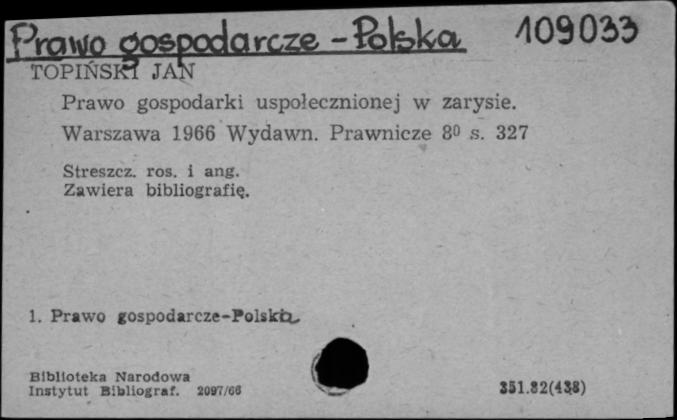 Prawo gospodarcze - Polska 109033
TOPIŃSKI JAN
Prawo gospodarki uspołecznionej w zarysie.
Warszawa 1966 Wydawn. Prawnicze 8⁰ s. 327
Streszcz. ros. i ang.
Zawiera bibliografię.
1. Prawo gospodarcze-Polska
Biblioteka Narodowa
Instytut Bibliograf. 2097/66 351.82(438)